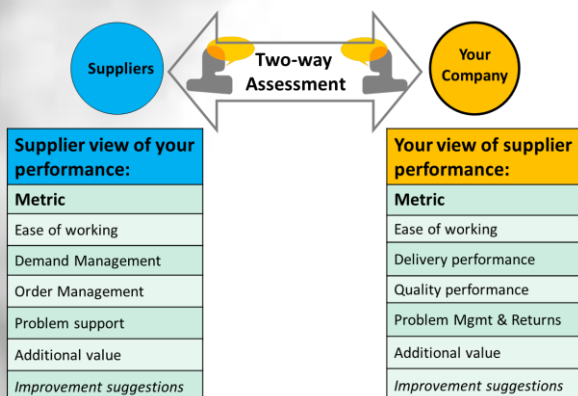 Suppliers
Two-way
Assessment
Your
Company
Supplier view of your
performance:
Metric
Ease of working
Demand Management
Order Management
Problem support
Additional value
Improvement suggestions
Your view of supplier
performance:
Metric
Ease of working
Delivery performance
Quality performance
Problem Mgmt & Returns
Additional value
Improvement suggestions